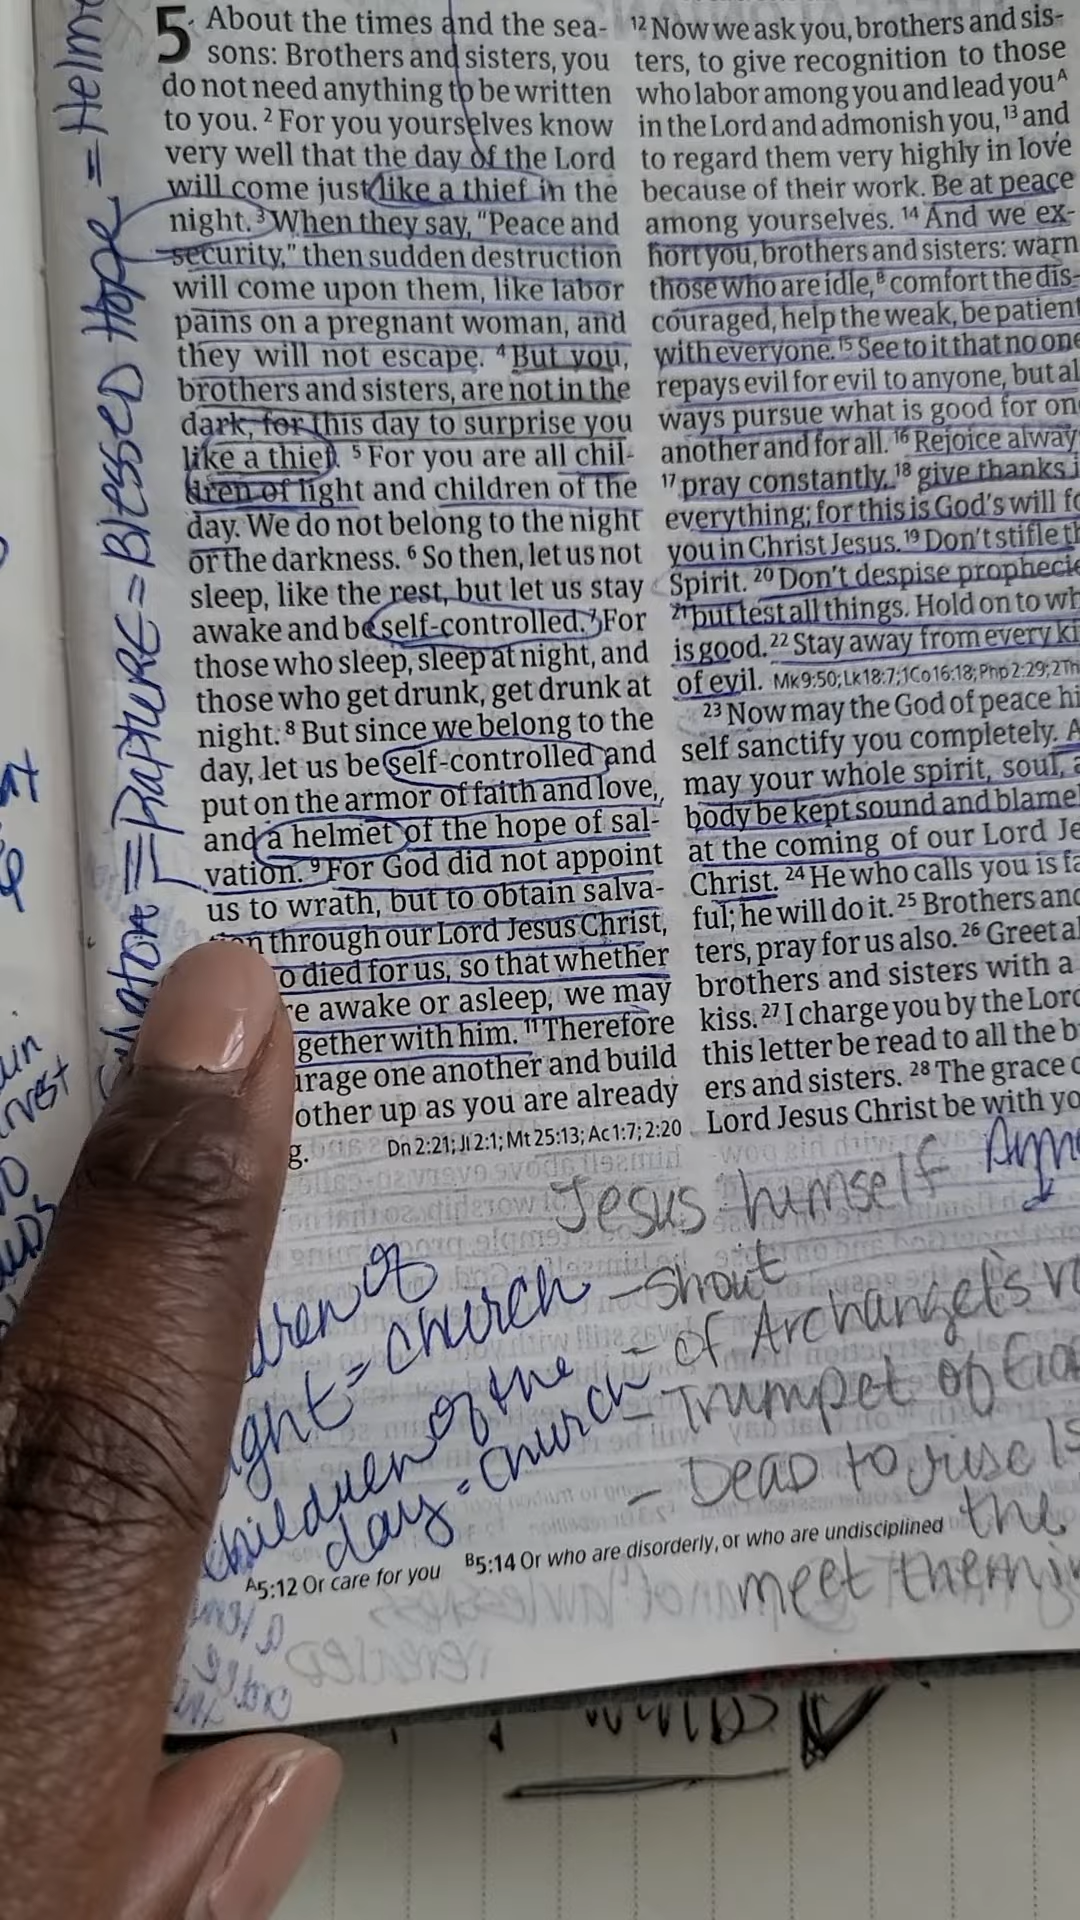 5 About the times and the sea-
sons: Brothers and sisters, you
do not need anything to be written
to you. 2 For you yourselves know
very well that the day of the Lord
will come just like a thief in the
night. 3 When they say, "Peace and
security," then sudden destruction
will come upon them, like labor
pains on a pregnant woman, and
they will not escape. 4 But you,
brothers and sisters, are not in the
dark, for this day to surprise you
like a thief. 5 For you are all chil-
dren of light and children of the
day. We do not belong to the night
or the darkness. 6 So then, let us not
sleep, like the rest, but let us stay
awake and be self-controlled. 7 For
those who sleep, sleep at night, and
those who get drunk, get drunk at
night. 8 But since we belong to the
day, let us be self-controlled and
put on the armor of faith and love,
and a helmet of the hope of sal-
vation. 9 For God did not appoint
us to wrath, but to obtain salva-
through our Lord Jesus Christ,
died for us, so that whether
awake or asleep, we may
gether with him. 11 Therefore
urage one another and build
other up as you are already
g. Dn 2:21; Jl 2:1; Mt 25:13; Ac 1:7; 2:20
12 Now we ask you, brothers and sis-
ters, to give recognition to those
who labor among you and lead you A
in the Lord and admonish you, 13 and
to regard them very highly in love
because of their work. Be at peace
among yourselves. 14 And we ex-
hort you, brothers and sisters: warn
those who are idle, B comfort the dis-
couraged, help the weak, be patient
with everyone. 15 See to it that no one
repays evil for evil to anyone, but al
ways pursue what is good for on
another and for all. 16 Rejoice alway
17 pray constantly, 18 give thanks i
everything; for this is God's will fo
you in Christ Jesus. 19 Don't stifle th
Spirit. 20 Don't despise prophecie
21 but test all things. Hold on to wh
is good. 22 Stay away from every ki
of evil. Mk 9:50; Lk 18:7; 1Co 16:18; Php 2:29; 2Th
23 Now may the God of peace hi
self sanctify you completely. A
may your whole spirit, soul, a
body be kept sound and blamel
at the coming of our Lord Je
Christ. 24 He who calls you is fa
ful; he will do it. 25 Brothers and
ters, pray for us also. 26 Greet al
brothers and sisters with a
kiss. 27 I charge you by the Lord
this letter be read to all the b
ers and sisters. 28 The grace o
Lord Jesus Christ be with yo
= Rapture = Blessed Hope = Helm
Jesus himself
- Shout
- of Archangel's
- Trumpet of
- Dead to rise 1s
the
meet them in
dren of
ght = church
children of the
day = church
A 5:12 Or care for you B 5:14 Or who are disorderly, or who are undisciplined